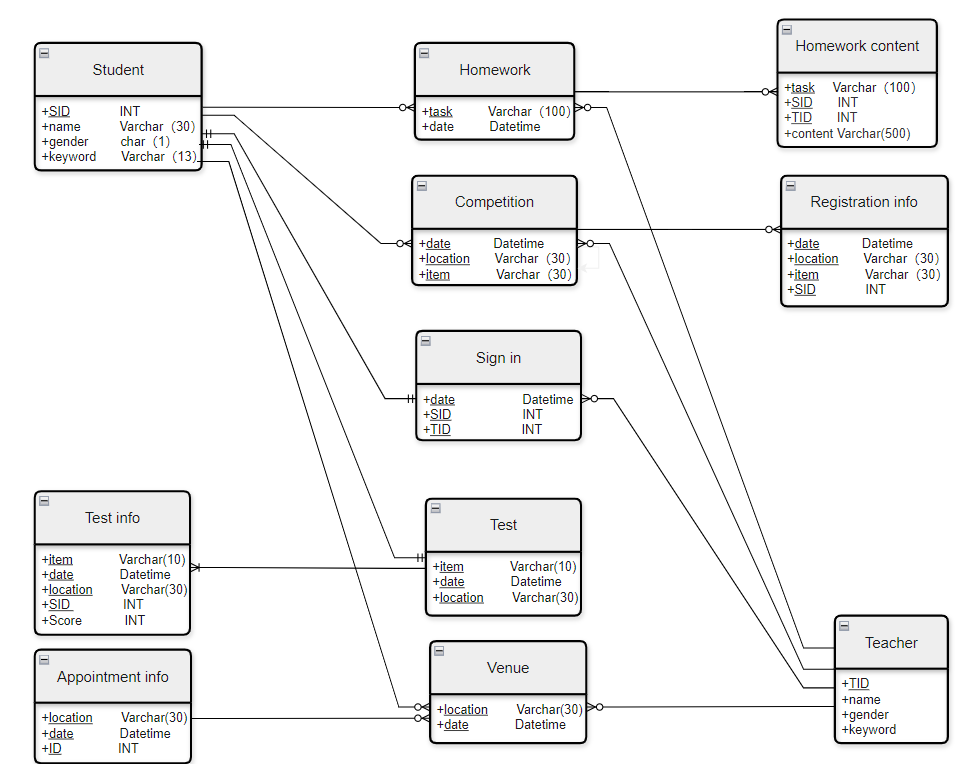 Student
+SID INT
+name Varchar (30)
+gender char (1)
+keyword Varchar (13)
Homework
+task Varchar (100)
+date Datetime
Homework content
+task Varchar (100)
+SID INT
+TID INT
+content Varchar(500)
Competition
+date Datetime
+location Varchar (30)
+item Varchar (30)
Registration info
+date Datetime
+location Varchar (30)
+item Varchar (30)
+SID INT
Sign in
+date Datetime
+SID INT
+TID INT
Test info
+item Varchar(10)
+date Datetime
+location Varchar(30)
+SID INT
+Score INT
Test
+item Varchar(10)
+date Datetime
+location Varchar(30)
Appointment info
+location Varchar(30)
+date Datetime
+ID INT
Venue
+location Varchar(30)
+date Datetime
Teacher
+TID
+name
+gender
+keyword